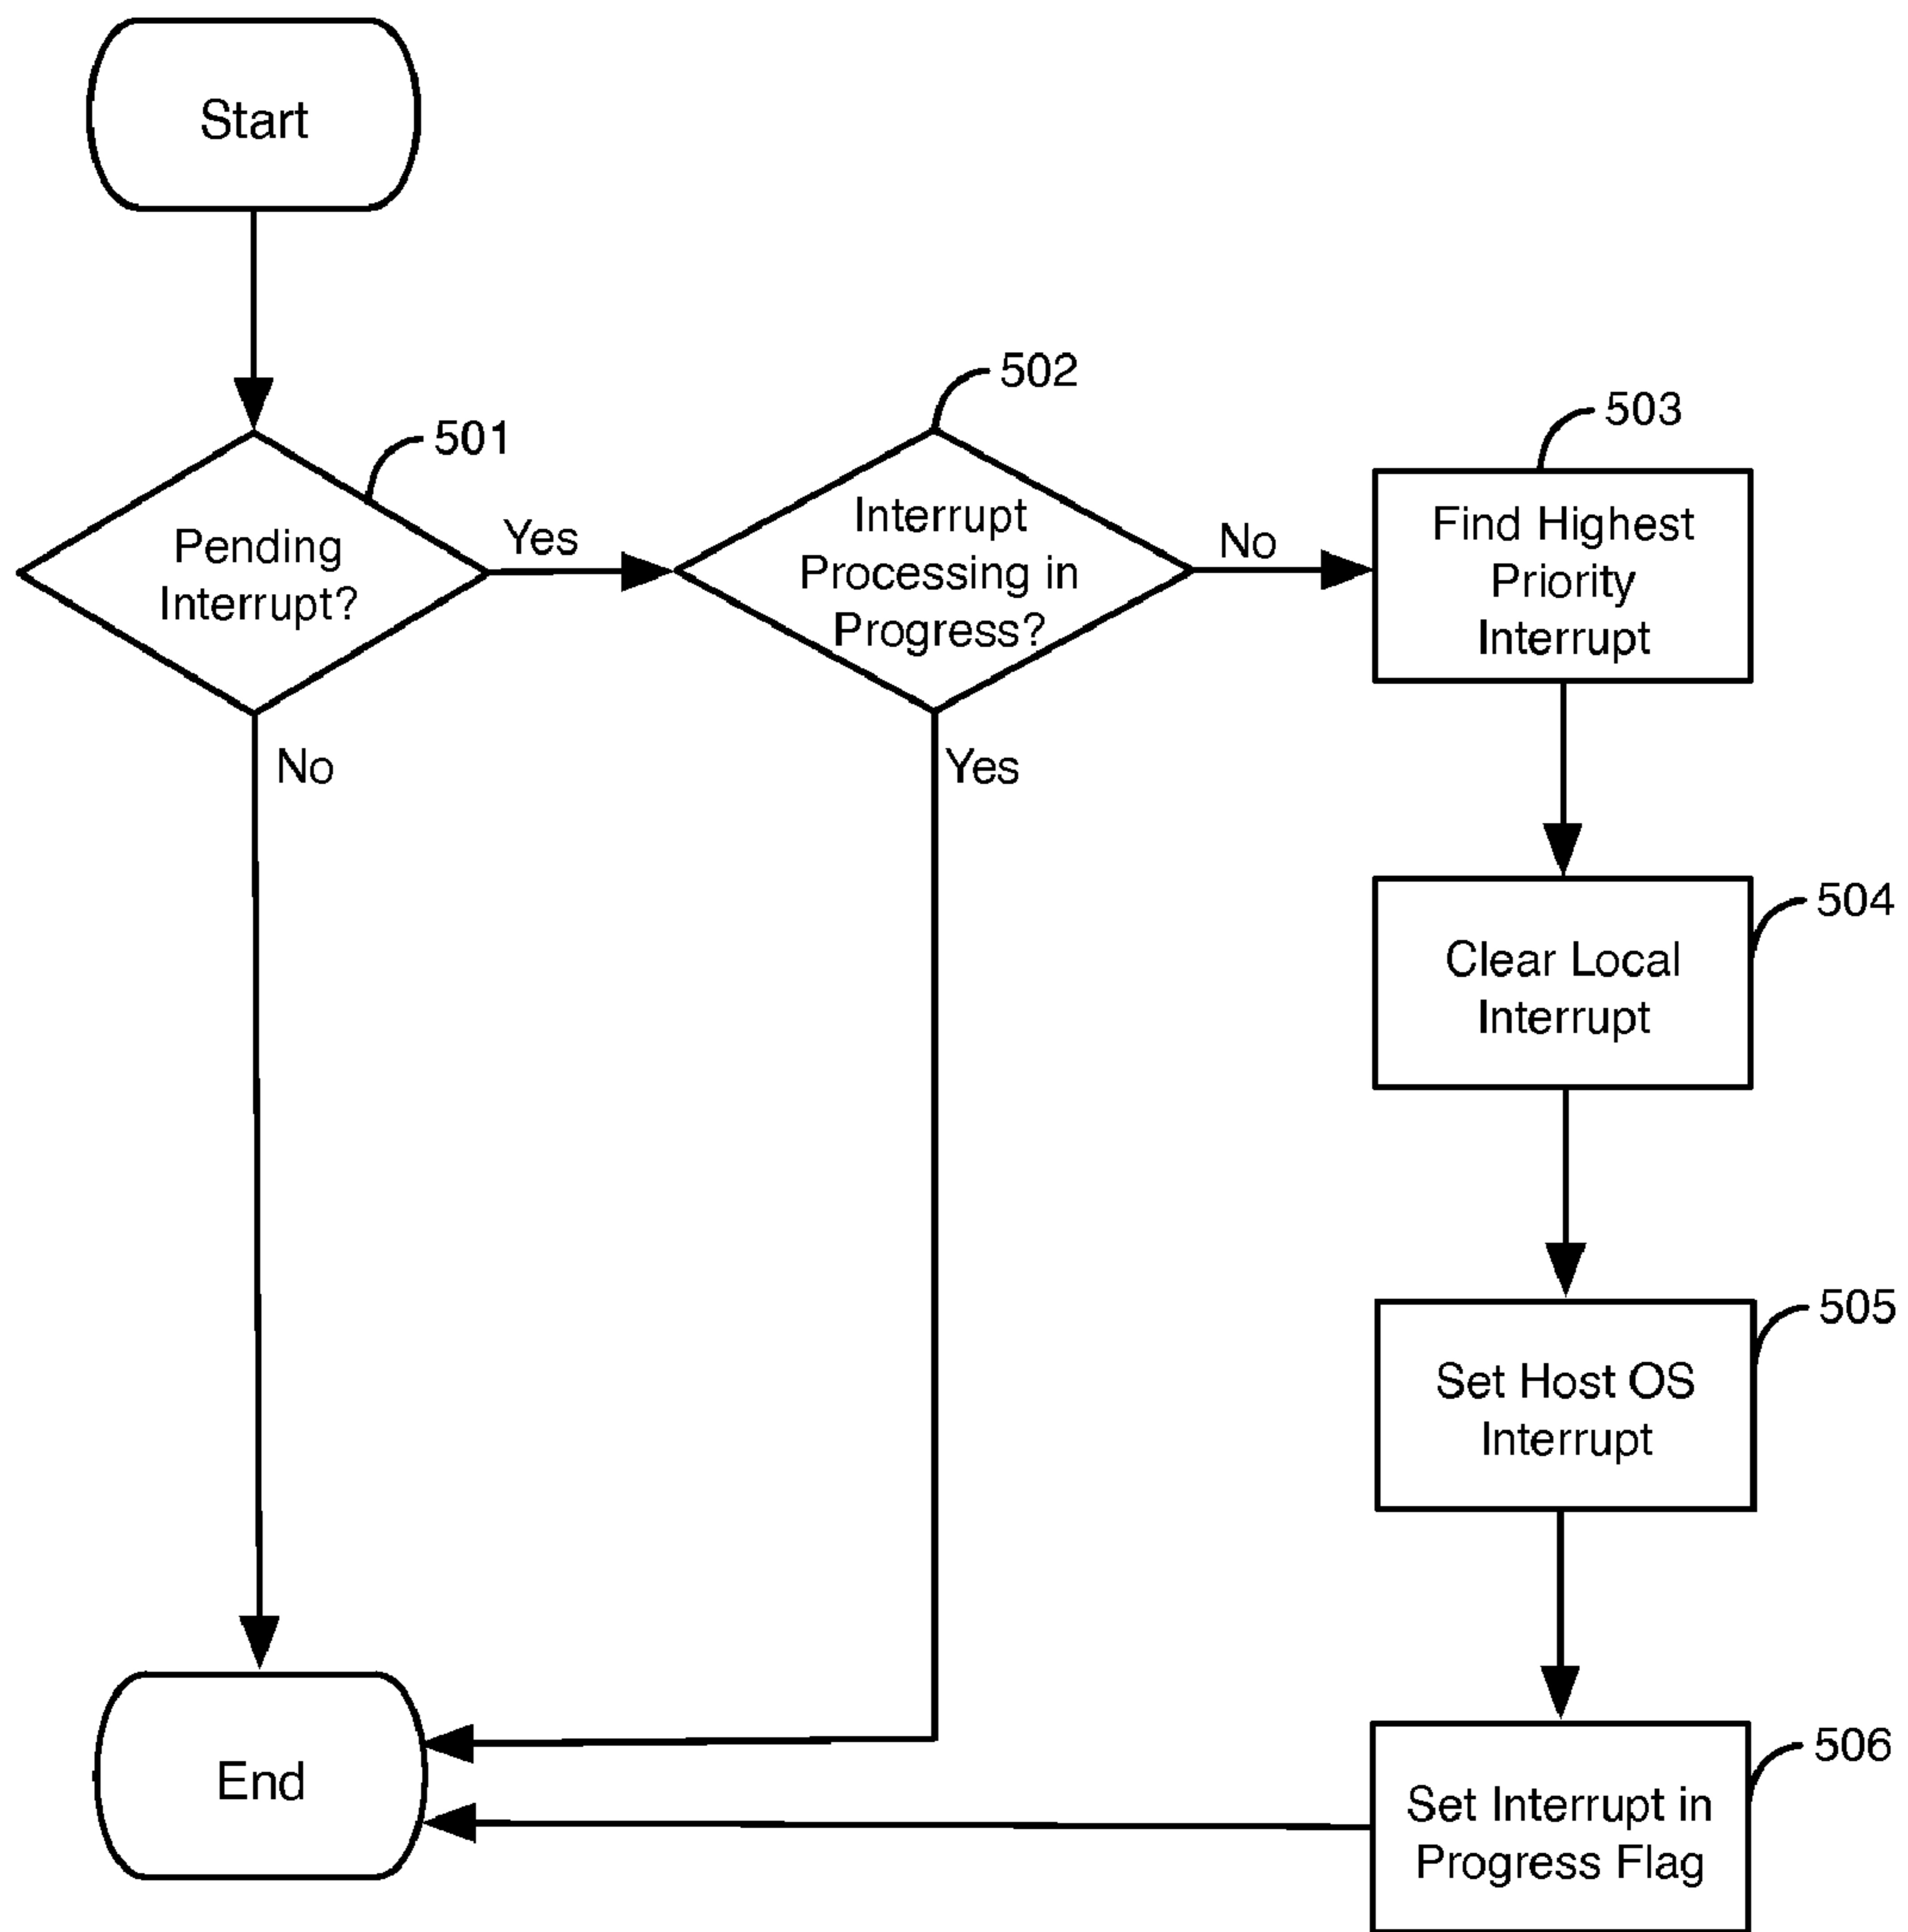 Start
501
Pending
Interrupt?
Yes
No
502
Interrupt
Processing in
Progress?
No
Yes
503
Find Highest
Priority
Interrupt
504
Clear Local
Interrupt
505
Set Host OS
Interrupt
506
Set Interrupt in
Progress Flag
End